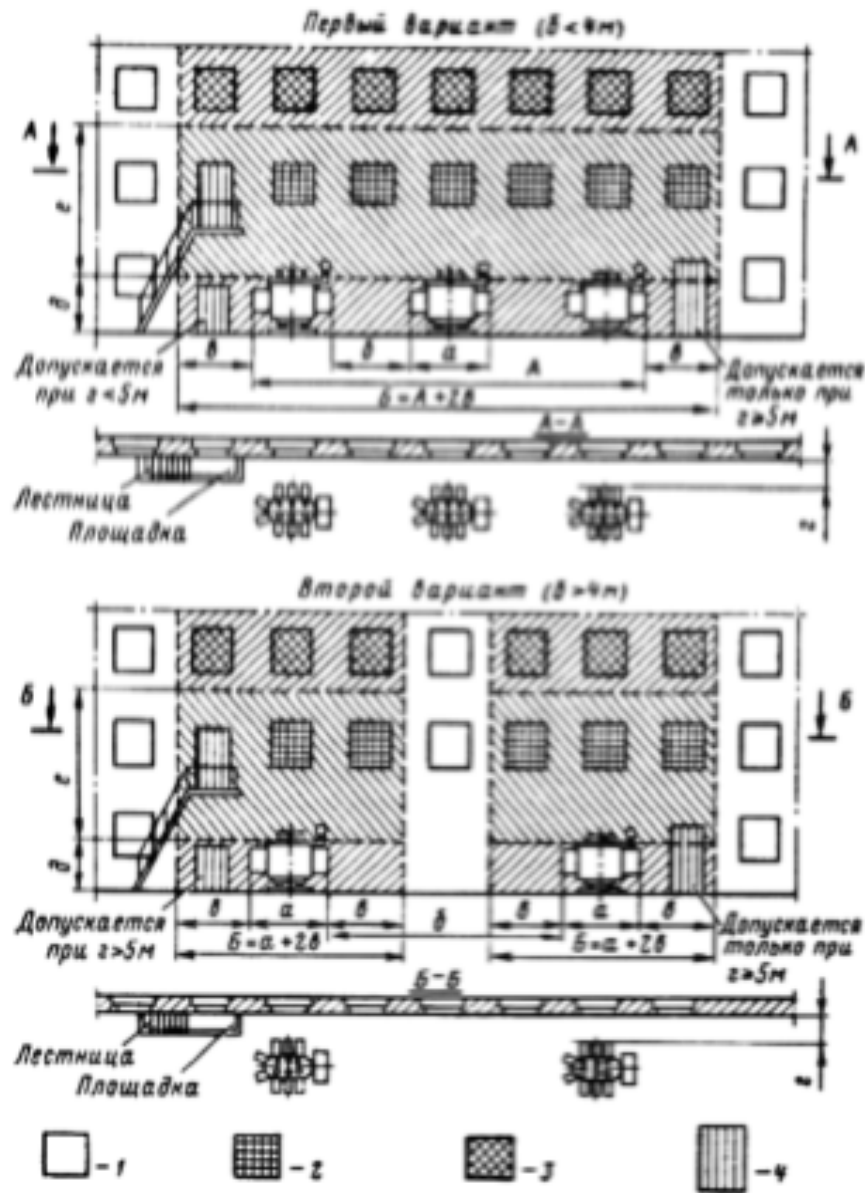 Первый вариант (б<4м)
А
А
е
д
в
б
а
А
в
Допускается при г<5м
Допускается только при г≥5м
Б=А+2в
А-А
Лестница
Площадка
г
Второй вариант (б>4м)
Б
Б
е
д
в
а
в
б
в
а
в
Допускается при г>5м
Б=а+2в
Б=а+2в
Допускается только при г≥5м
Б-Б
Лестница
Площадка
г
-1
-2
-3
-4